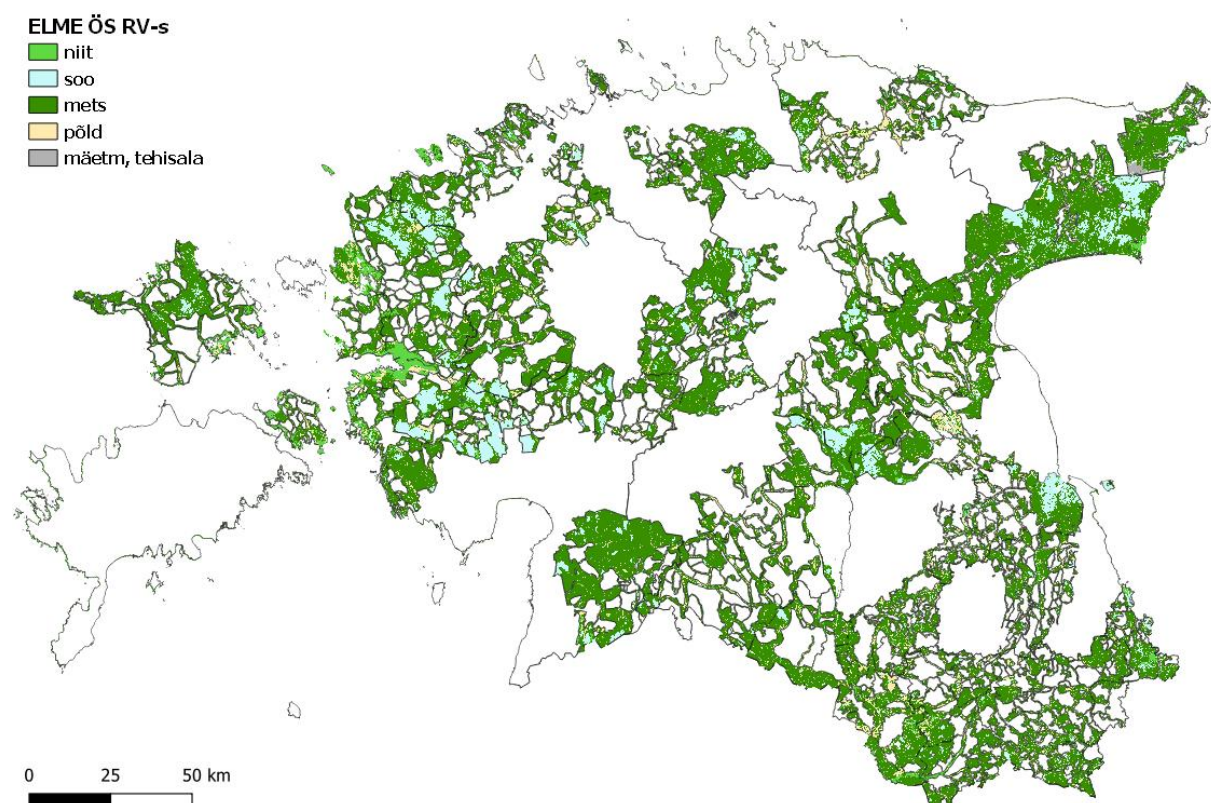 ELME ÖS RV-s
niit
soo
mets
põld
mäetm, tehisala
0 25 50 km